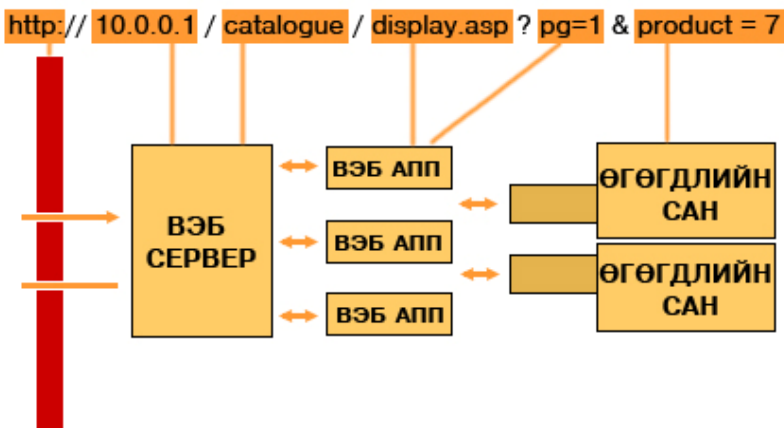 http:// 10.0.0.1 / catalogue / display.asp ? pg=1 & product = 7
ВЭБ АПП
ӨГӨГДЛИЙН
САН
ВЭБ
СЕРВЕР
ВЭБ АПП
ӨГӨГДЛИЙН
САН
ВЭБ АПП